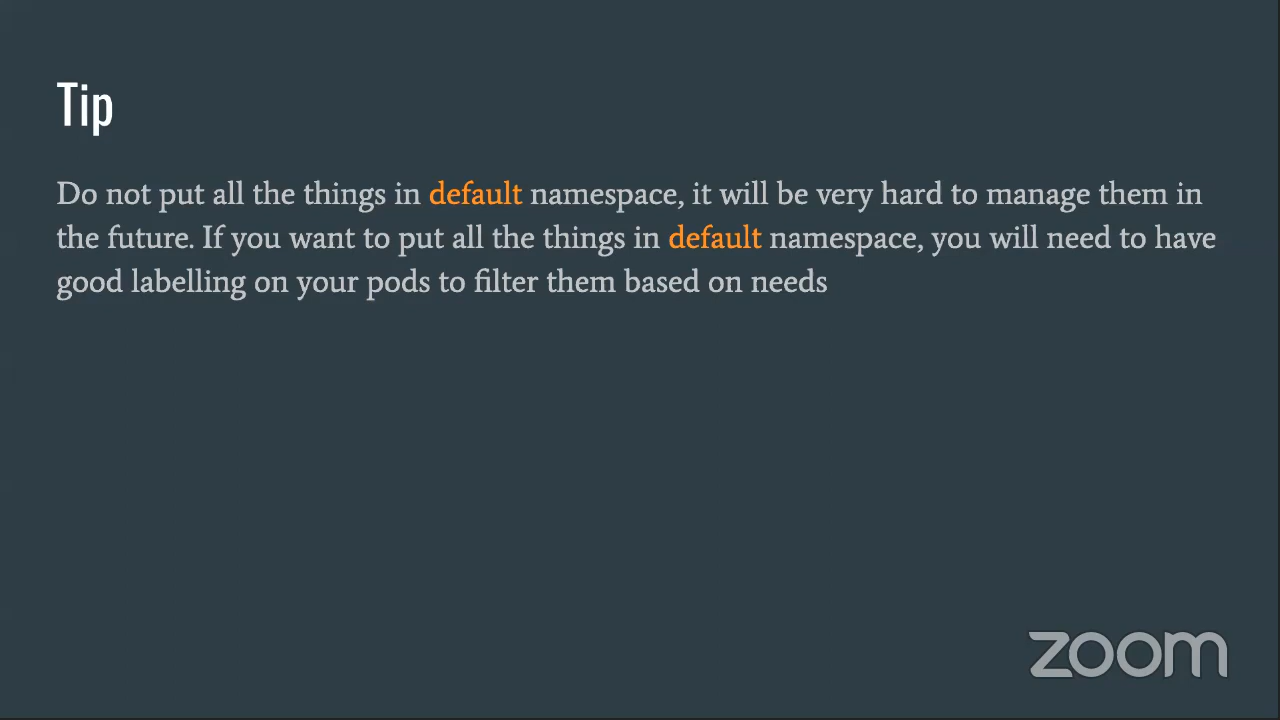 Tip
Do not put all the things in default namespace, it will be very hard to manage them in
the future. If you want to put all the things in default namespace, you will need to have
good labelling on your pods to filter them based on needs
zoom